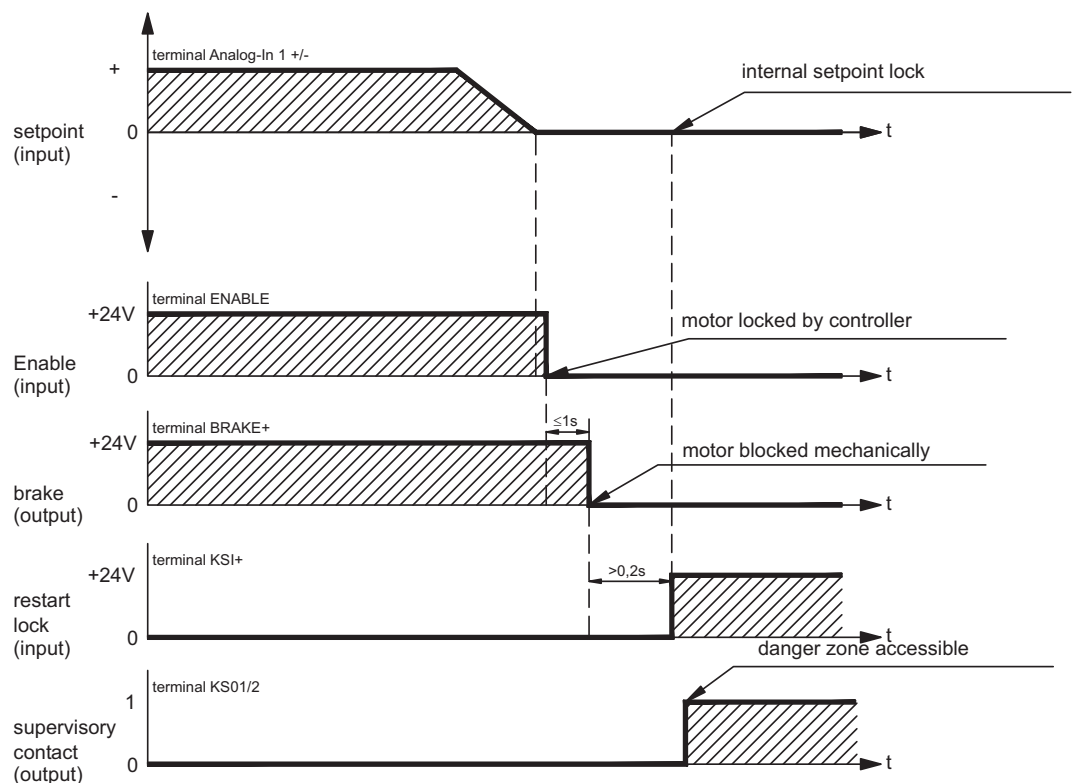 terminal Analog-In 1 +/-
+
internal setpoint lock
setpoint
(input)
0
t
-
terminal ENABLE
+24V
motor locked by controller
Enable
(input)
0
t
terminal BRAKE+
≤1s
+24V
motor blocked mechanically
brake
(output)
0
t
terminal KSI+
+24V
>0,2s
restart
lock
(input)
0
t
danger zone accessible
terminal KS01/2
1
supervisory
contact
(output)
0
t